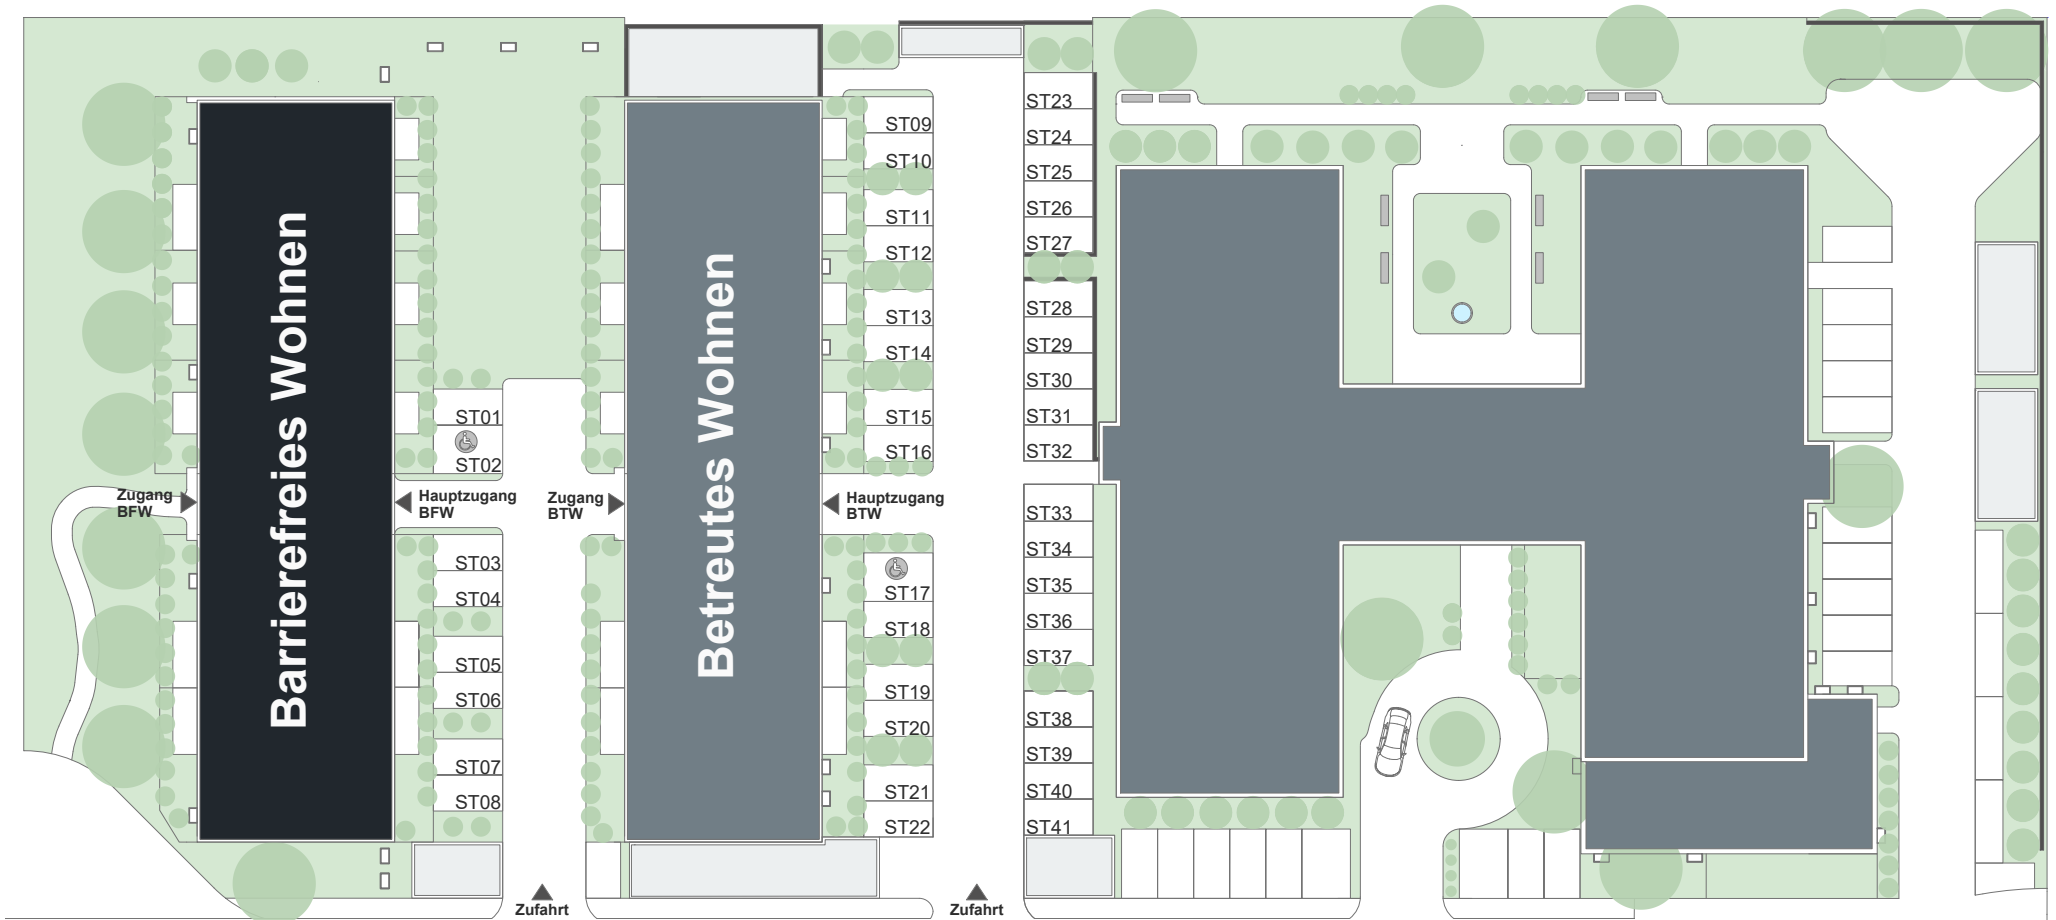 Barrierefreies Wohnen
Zugang
BFW
Hauptzugang
BFW
ST01
ST02
ST03
ST04
ST05
ST06
ST07
ST08
Zufahrt
Zugang
BTW
Betreutes Wohnen
Hauptzugang
BTW
ST09
ST10
ST11
ST12
ST13
ST14
ST15
ST16
ST17
ST18
ST19
ST20
ST21
ST22
Zufahrt
ST23
ST24
ST25
ST26
ST27
ST28
ST29
ST30
ST31
ST32
ST33
ST34
ST35
ST36
ST37
ST38
ST39
ST40
ST41